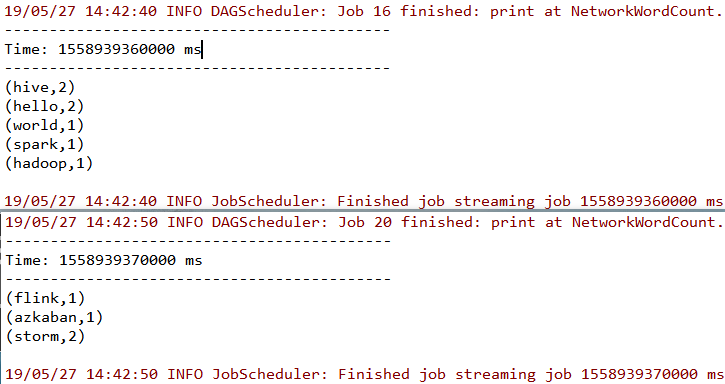 19/05/27 14:42:40 INFO DAGScheduler: Job 16 finished: print at NetworkWordCount.
-------------------------------------------
Time: 1558939360000 ms
-------------------------------------------
(hive,2)
(hello,2)
(world,1)
(spark,1)
(hadoop,1)
19/05/27 14:42:40 INFO JobScheduler: Finished job streaming job 1558939360000 ms
19/05/27 14:42:50 INFO DAGScheduler: Job 20 finished: print at NetworkWordCount.
-------------------------------------------
Time: 1558939370000 ms
-------------------------------------------
(flink,1)
(azkaban,1)
(storm,2)
19/05/27 14:42:50 INFO JobScheduler: Finished job streaming job 1558939370000 ms